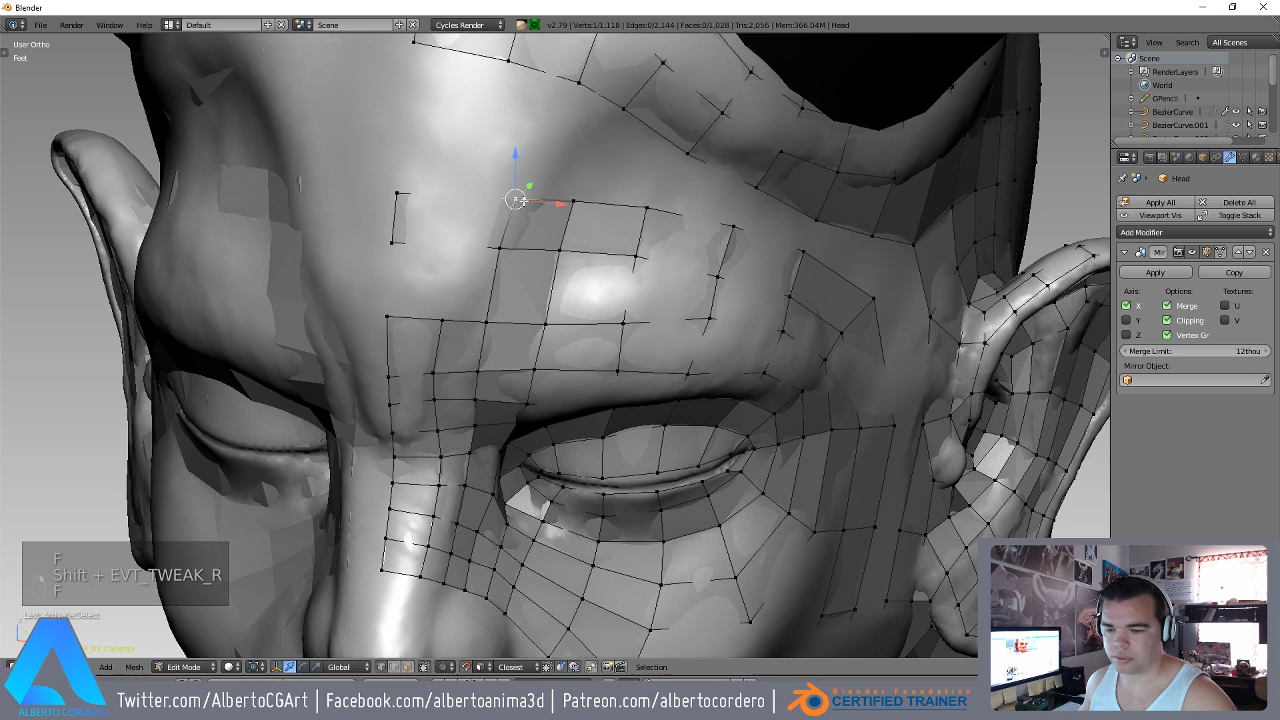 Blender
File Render Window Help Default Scene Cycles Render v2.79 | Verts:1/1,118 | Edges:0/2,144 | Faces:0/1,028 | Tris:2,056 | Mem:366.04M | Head
View Search All Scenes
User Ortho
Feet
Scene
RenderLayers
World
GPencil
BezierCurve
BezierCurve.001
Head
Apply All Delete All
Viewport Vis Toggle Stack
Add Modifier
Mir
Apply Copy
Axis: Options: Textures:
X Merge U
Y Clipping V
Z Vertex Gr
Merge Limit: 12thou
Mirror Object:
F
Shift + EVT_TWEAK_R
F
Add Mesh Edit Mode Global Closest Selection
ALBERTO CORDERO
Twitter.com/AlbertoCGArt | Facebook.com/albertoanima3d | Patreon.com/albertocordero |
Blender Foundation
CERTIFIED TRAINER